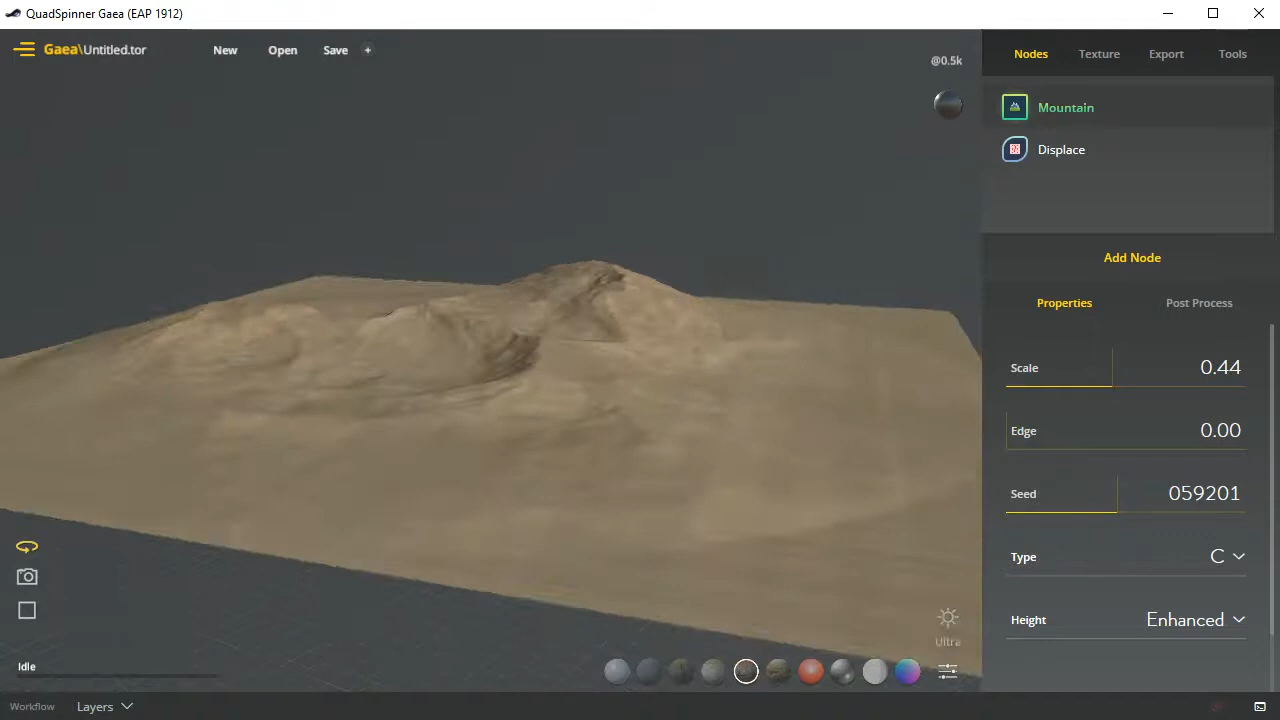 QuadSpinner Gaea (EAP 1912)
Gaea\Untitled.tor
New
Open
Save
+
@0.5k
Nodes
Texture
Export
Tools
Mountain
Displace
Add Node
Properties
Post Process
Scale
0.44
Edge
0.00
Seed
059201
Type
C
Height
Enhanced
Ultra
Idle
Workflow
Layers